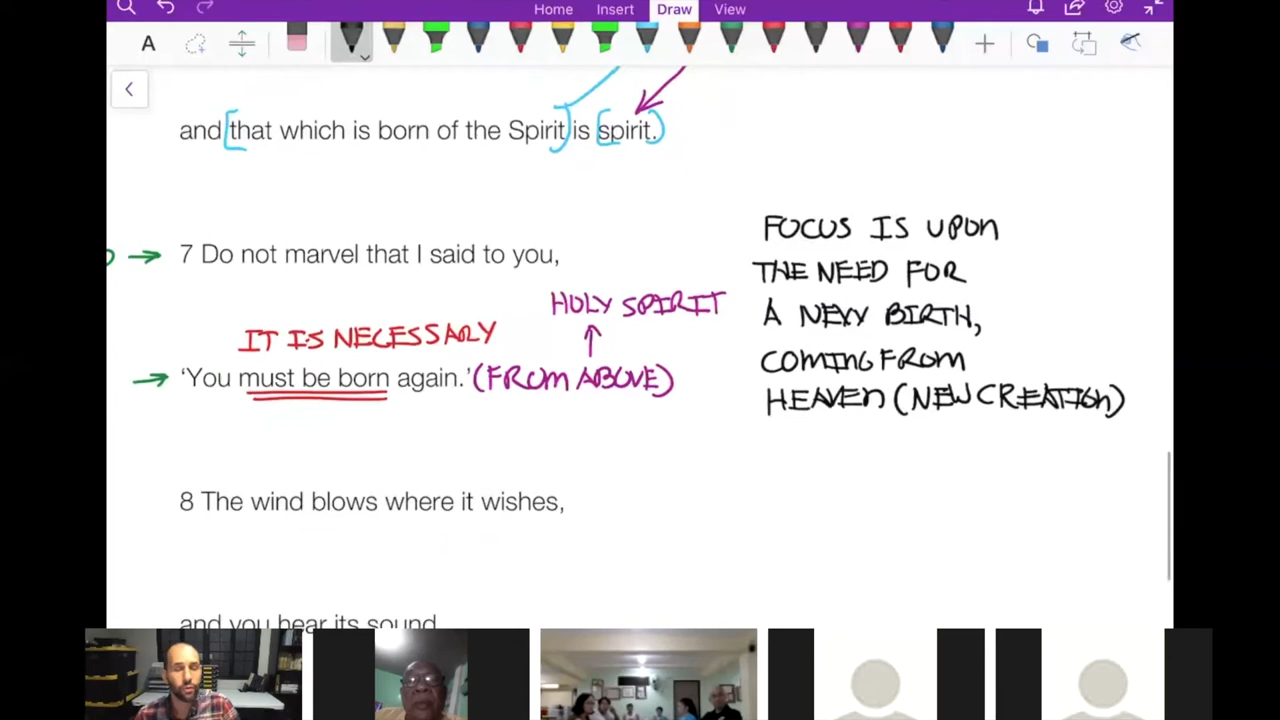 Home Insert Draw View
A
and [that which is born of the Spirit] is [spirit.]
7 Do not marvel that I said to you,
HOLY SPIRIT
IT IS NECESSARY
‘You must be born again.’ (FROM ABOVE)
FOCUS IS UPON
THE NEED FOR
A NEW BIRTH,
COMING FROM
HEAVEN (NEW CREATION)
8 The wind blows where it wishes,
and you hear its sound